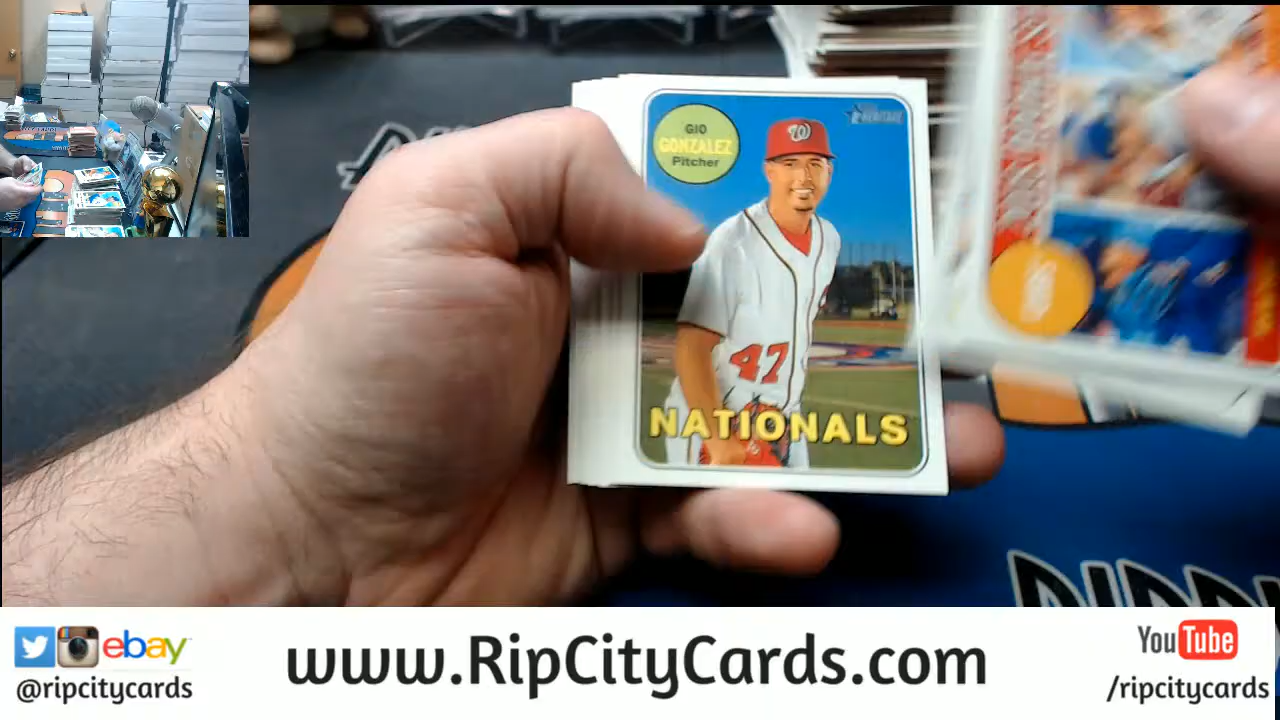 GIO
GONZALEZ
Pitcher
HERITAGE
W
47
NATIONALS
ebay
@ripcitycards
www.RipCityCards.com
YouTube
/ripcitycards